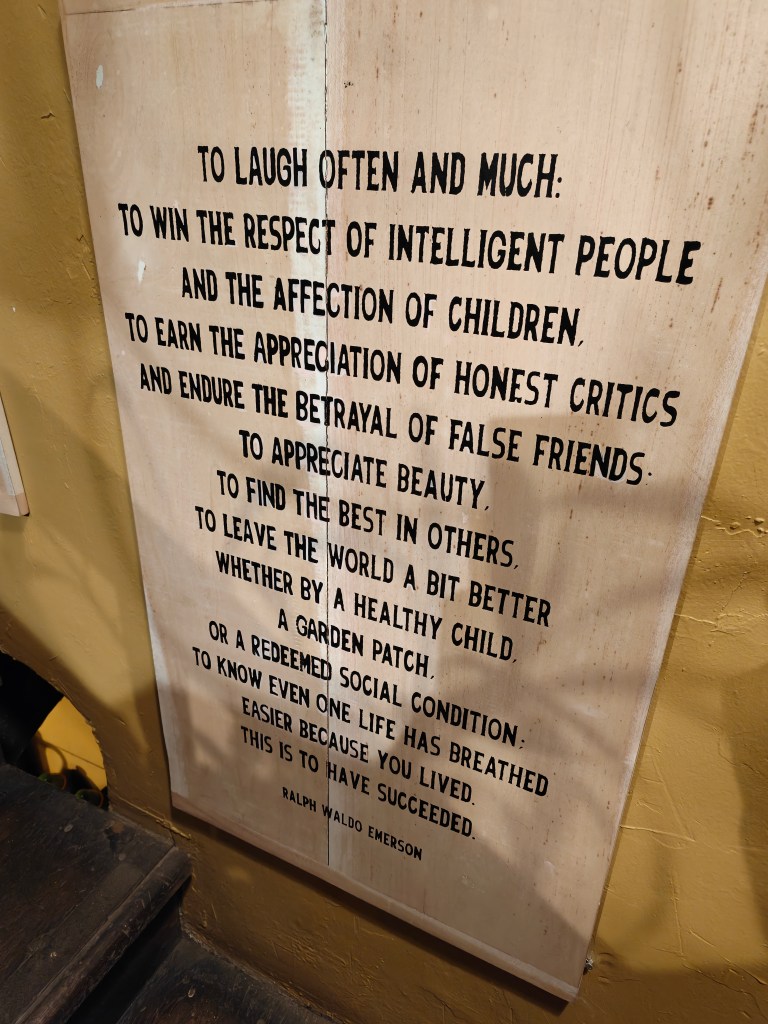 TO LAUGH OFTEN AND MUCH:
TO WIN THE RESPECT OF INTELLIGENT PEOPLE
AND THE AFFECTION OF CHILDREN,
TO EARN THE APPRECIATION OF HONEST CRITICS
AND ENDURE THE BETRAYAL OF FALSE FRIENDS:
TO APPRECIATE BEAUTY,
TO FIND THE BEST IN OTHERS,
TO LEAVE THE WORLD A BIT BETTER
WHETHER BY A HEALTHY CHILD,
A GARDEN PATCH,
OR A REDEEMED SOCIAL CONDITION:
TO KNOW EVEN ONE LIFE HAS BREATHED
EASIER BECAUSE YOU LIVED.
THIS IS TO HAVE SUCCEEDED.
RALPH WALDO EMERSON